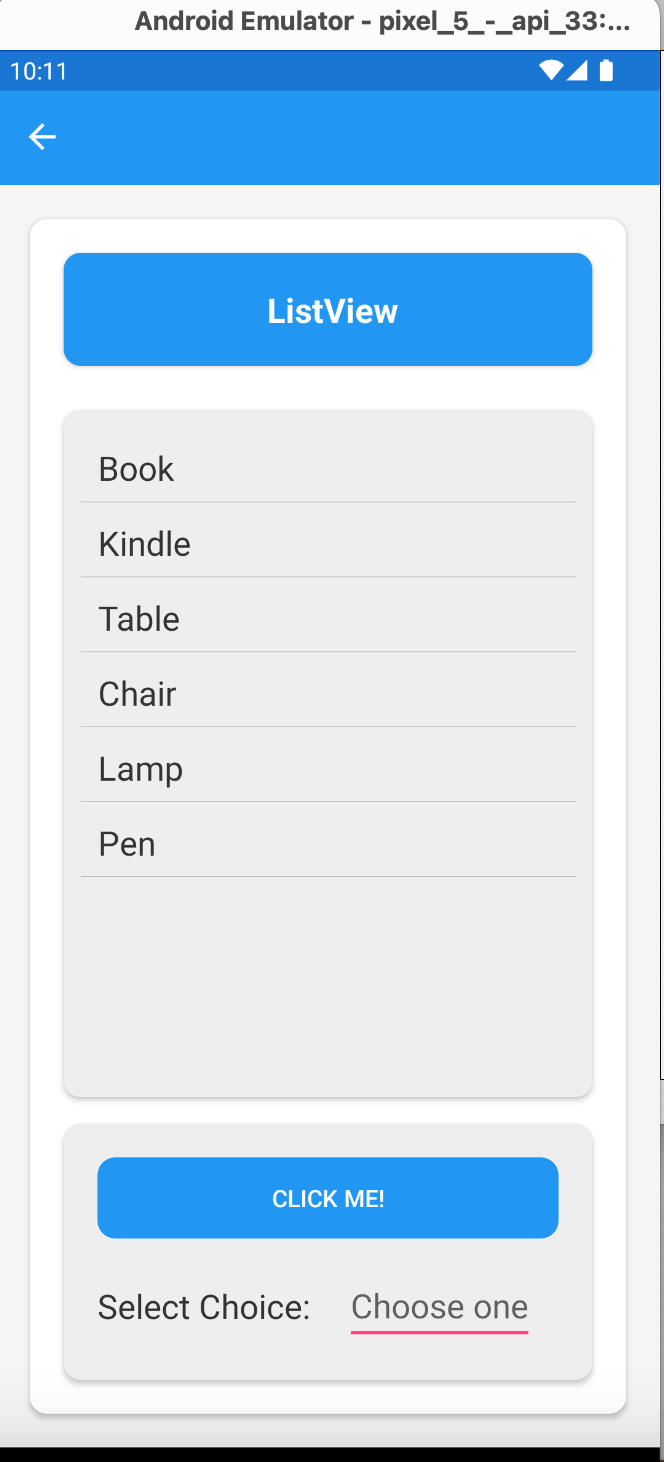 Android Emulator - pixel_5_-_api_33:...
10:11
ListView
Book
Kindle
Table
Chair
Lamp
Pen
CLICK ME!
Select Choice: Choose one